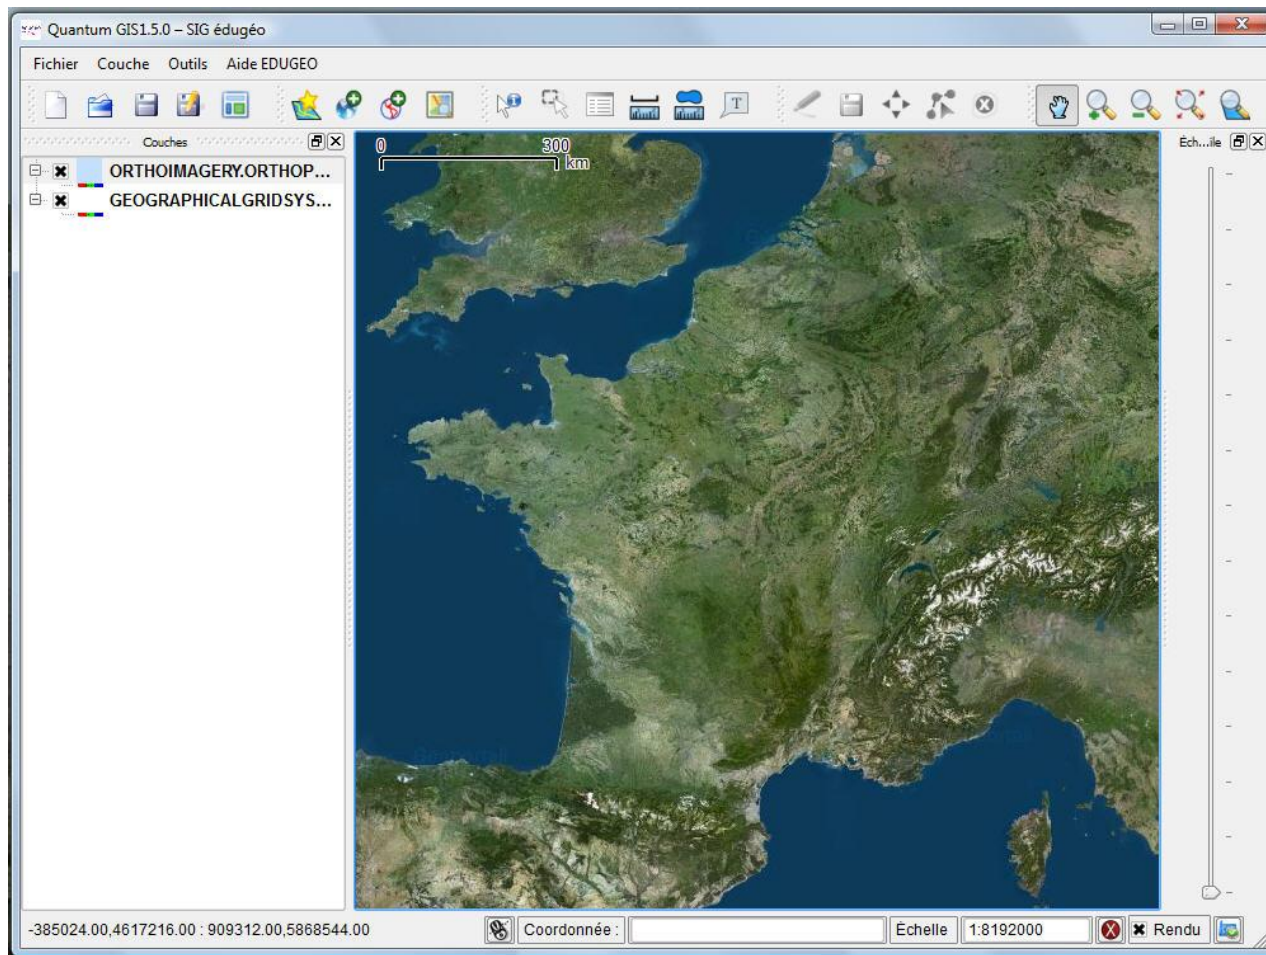 Quantum GIS1.5.0 – SIG édugéo
Fichier Couche Outils Aide EDUGEO
T
Couches
Éch...ile
0 300
km
ORTHOIMAGERY.ORTHOP...
GEOGRAPHICALGRIDSYS...
-385024.00,4617216.00 : 909312.00,5868544.00
Coordonnée :
Échelle
1:8192000
Rendu